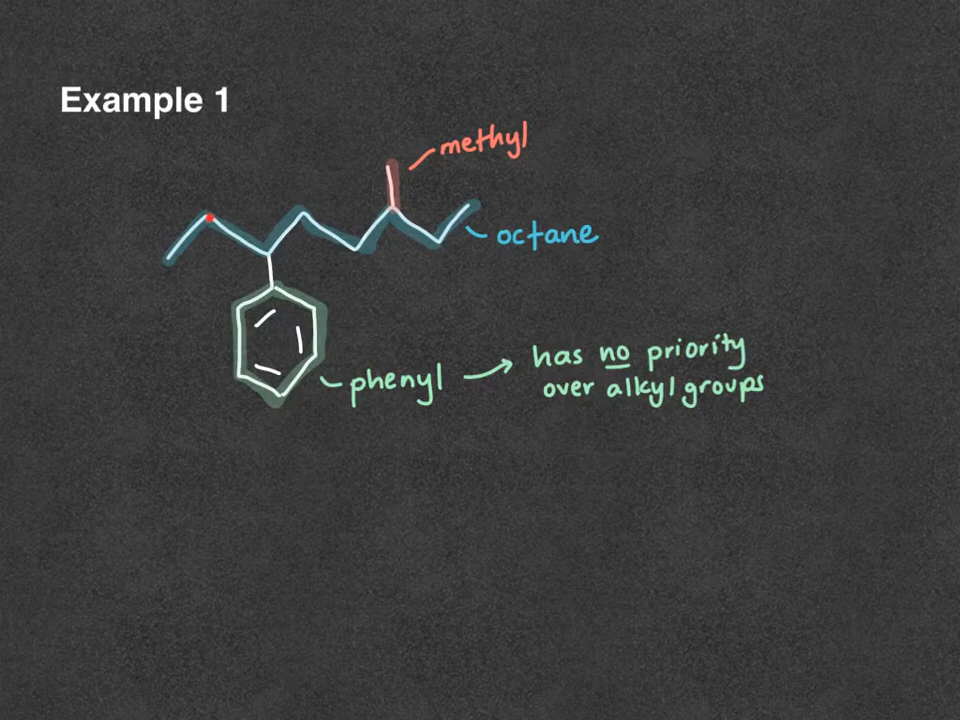 Example 1
methyl
octane
phenyl → has no priority
over alkyl groups